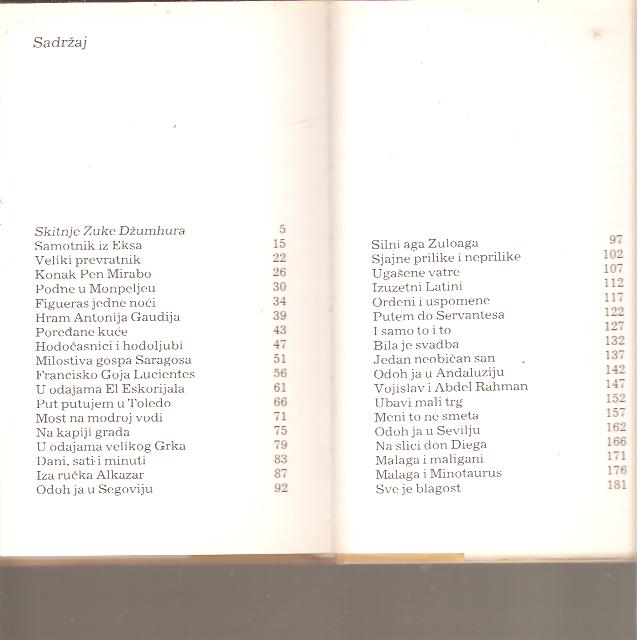 Sadržaj
Skitnje Zuke Džumhura 5
Samotnik iz Eksa 15
Veliki prevratnik 22
Konak Pen Mirabo 26
Podne u Monpeljeu 30
Figueras jedne noći 34
Hram Antonija Gaudija 39
Poređane kuće 43
Hodočasnici i hodoljubi 47
Milostiva gospa Saragosa 51
Francisko Goja Lucientes 56
U odajama El Eskorijala 61
Put putujem u Toledo 66
Most na modroj vodi 71
Na kapiji grada 75
U odajama velikog Grka 79
Dani, sati i minuti 83
Iza ručka Alkazar 87
Odoh ja u Segoviju 92
Silni aga Zuloaga 97
Sjajne prilike i neprilike 102
Ugašene vatre 107
Izuzetni Latini 112
Ordeni i uspomene 117
Putem do Servantesa 122
I samo to i to 127
Bila je svadba 132
Jedan neobičan san 137
Odoh ja u Andaluziju 142
Vojislav i Abdel Rahman 147
Ubavi mali trg 152
Meni to ne smeta 157
Odoh ja u Sevilju 162
Na slici don Diega 166
Malaga i maligani 171
Malaga i Minotaurus 176
Sve je blagost 181